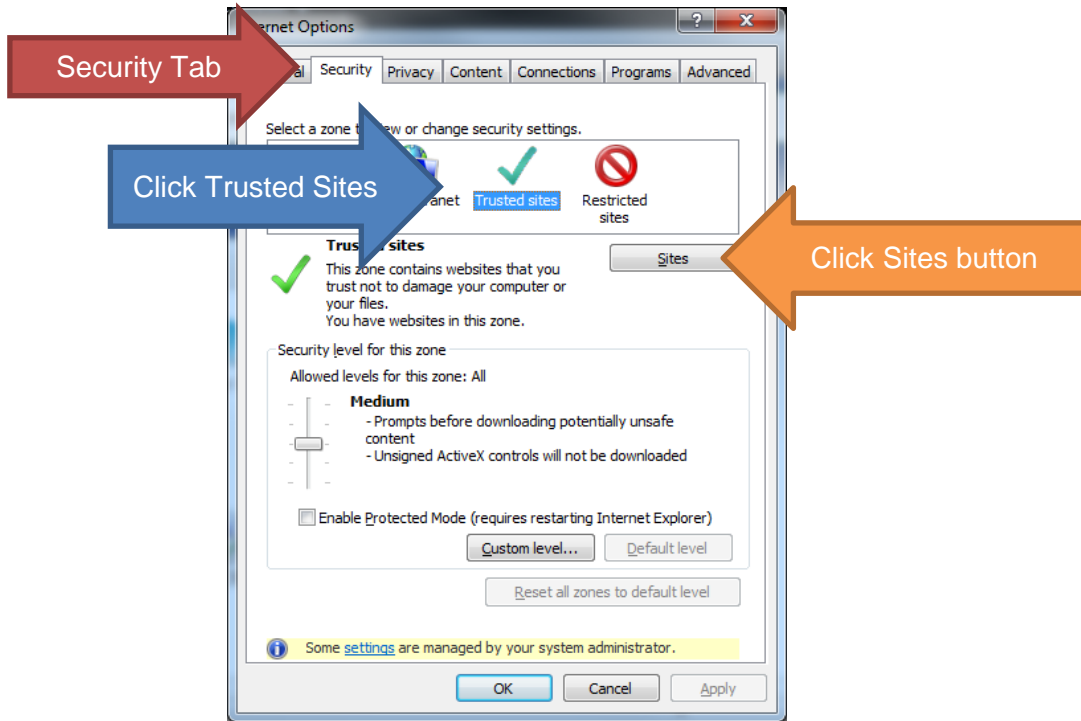 ernet Options
Security Tab
al Security Privacy Content Connections Programs Advanced
Select a zone t ew or change security settings.
Click Trusted Sites
anet Trusted sites Restricted
sites
Trus sites
Sites
Click Sites button
This zone contains websites that you
trust not to damage your computer or
your files.
You have websites in this zone.
Security level for this zone
Allowed levels for this zone: All
Medium
- Prompts before downloading potentially unsafe
content
- Unsigned ActiveX controls will not be downloaded
Enable Protected Mode (requires restarting Internet Explorer)
Custom level... Default level
Reset all zones to default level
Some settings are managed by your system administrator.
OK Cancel Apply